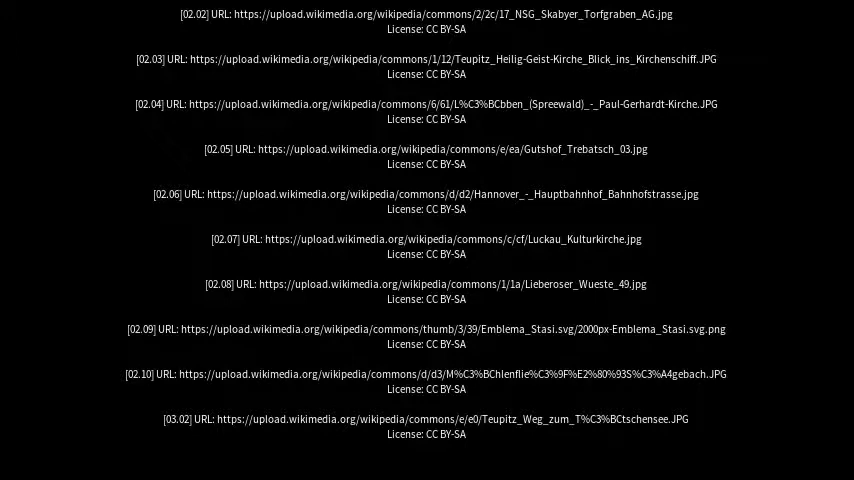 [02.02] URL: https://upload.wikimedia.org/wikipedia/commons/2/2c/17_NSG_Skabyer_Torfgraben_AG.jpg
License: CC BY-SA
[02.03] URL: https://upload.wikimedia.org/wikipedia/commons/1/12/Teupitz_Heilig-Geist-Kirche_Blick_ins_Kirchenschiff.JPG
License: CC BY-SA
[02.04] URL: https://upload.wikimedia.org/wikipedia/commons/6/61/L%C3%BCbben_(Spreewald)_-_Paul-Gerhardt-Kirche.JPG
License: CC BY-SA
[02.05] URL: https://upload.wikimedia.org/wikipedia/commons/e/ea/Gutshof_Trebatsch_03.jpg
License: CC BY-SA
[02.06] URL: https://upload.wikimedia.org/wikipedia/commons/d/d2/Hannover_-_Hauptbahnhof_Bahnhofstrasse.jpg
License: CC BY-SA
[02.07] URL: https://upload.wikimedia.org/wikipedia/commons/c/cf/Luckau_Kulturkirche.jpg
License: CC BY-SA
[02.08] URL: https://upload.wikimedia.org/wikipedia/commons/1/1a/Lieberoser_Wueste_49.jpg
License: CC BY-SA
[02.09] URL: https://upload.wikimedia.org/wikipedia/commons/thumb/3/39/Emblema_Stasi.svg/2000px-Emblema_Stasi.svg.png
License: CC BY-SA
[02.10] URL: https://upload.wikimedia.org/wikipedia/commons/d/d3/M%C3%BChlenflie%C3%9F%E2%80%93S%C3%A4gebach.JPG
License: CC BY-SA
[03.02] URL: https://upload.wikimedia.org/wikipedia/commons/e/e0/Teupitz_Weg_zum_T%C3%BCtschensee.JPG
License: CC BY-SA